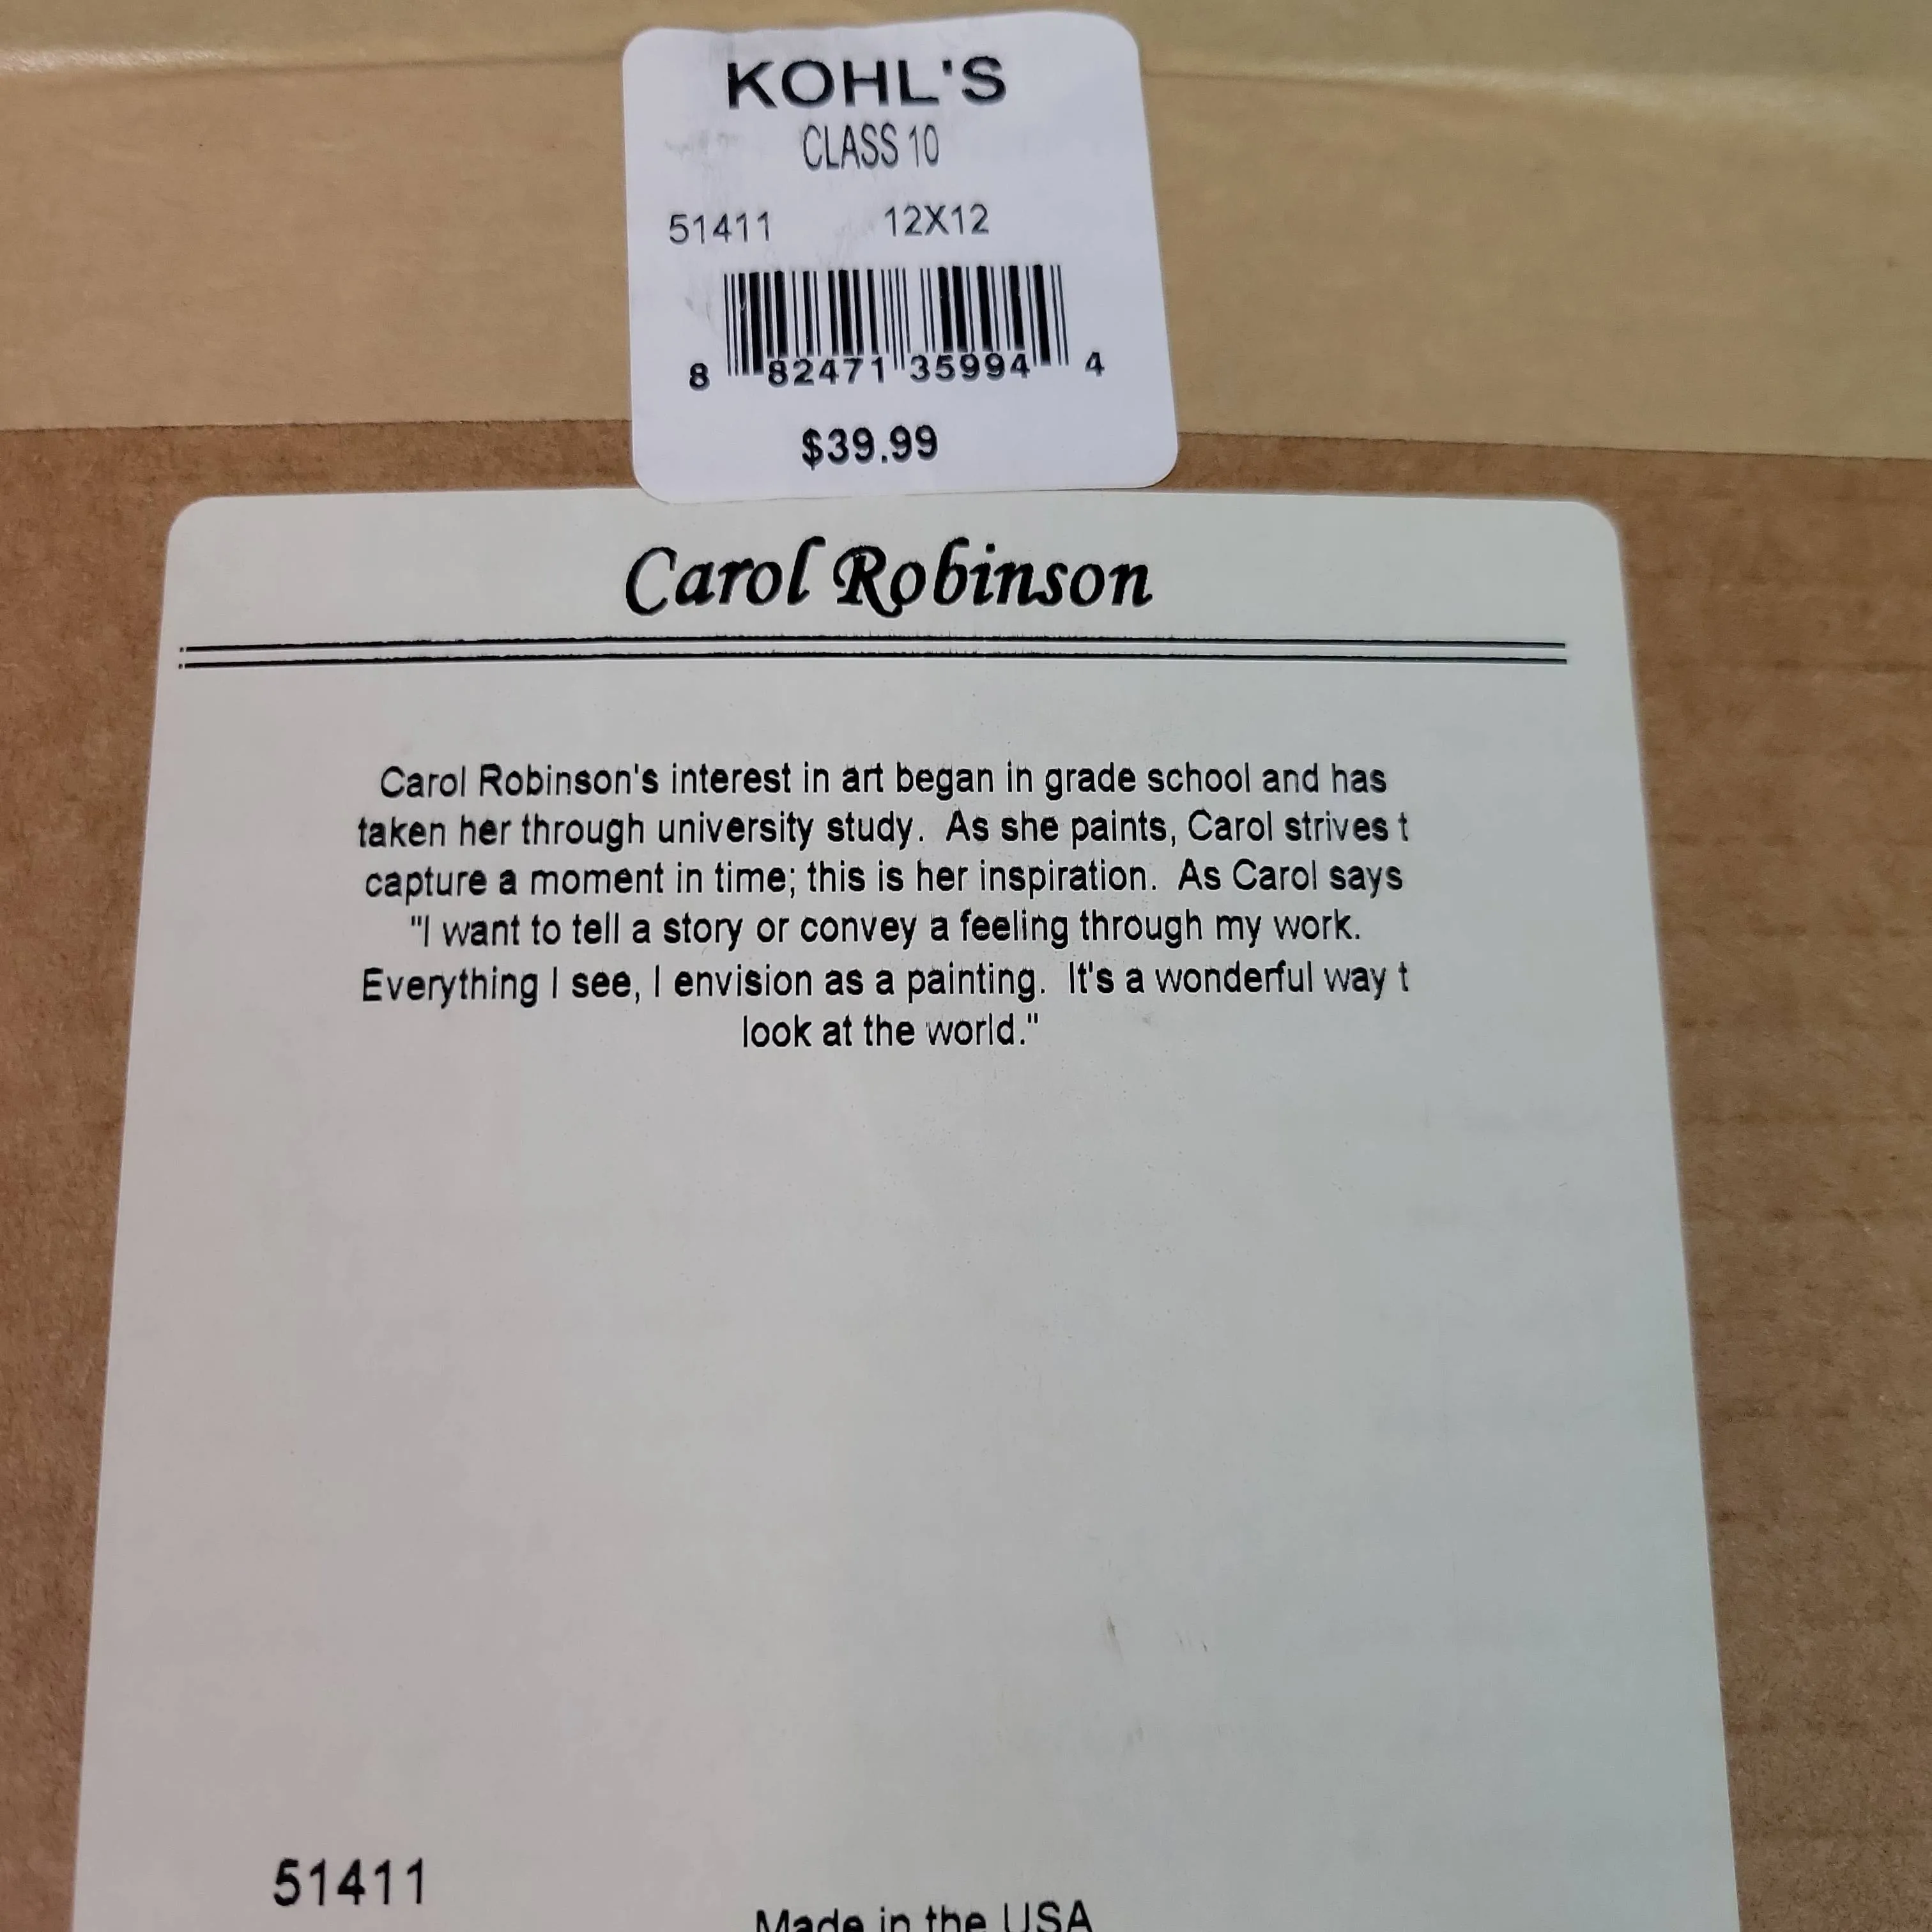 KOHL'S
CLASS 10
51411 12X12
8 82471 35994 4
$39.99
Carol Robinson
Carol Robinson's interest in art began in grade school and has
taken her through university study. As she paints, Carol strives t
capture a moment in time; this is her inspiration. As Carol says
"I want to tell a story or convey a feeling through my work.
Everything I see, I envision as a painting. It's a wonderful way t
look at the world."
51411
Made in the USA